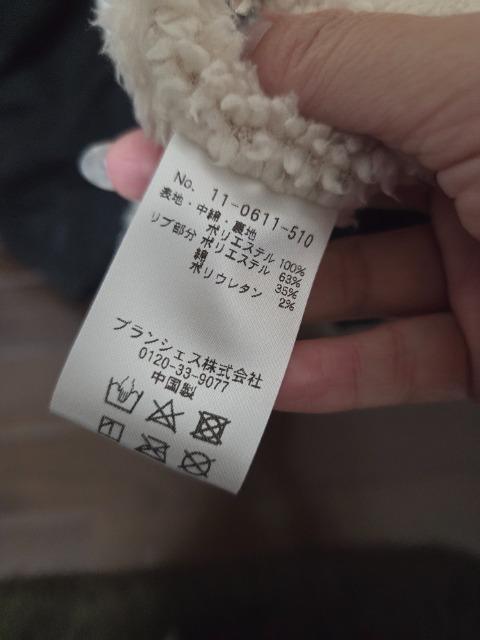 No. 11-0611-510
表地・中綿・裏地
ポリエステル 100%
リブ部分 ポリエステル 63%
綿 35%
ポリウレタン 2%
ブランシェス株式会社
0120-33-9077
中国製